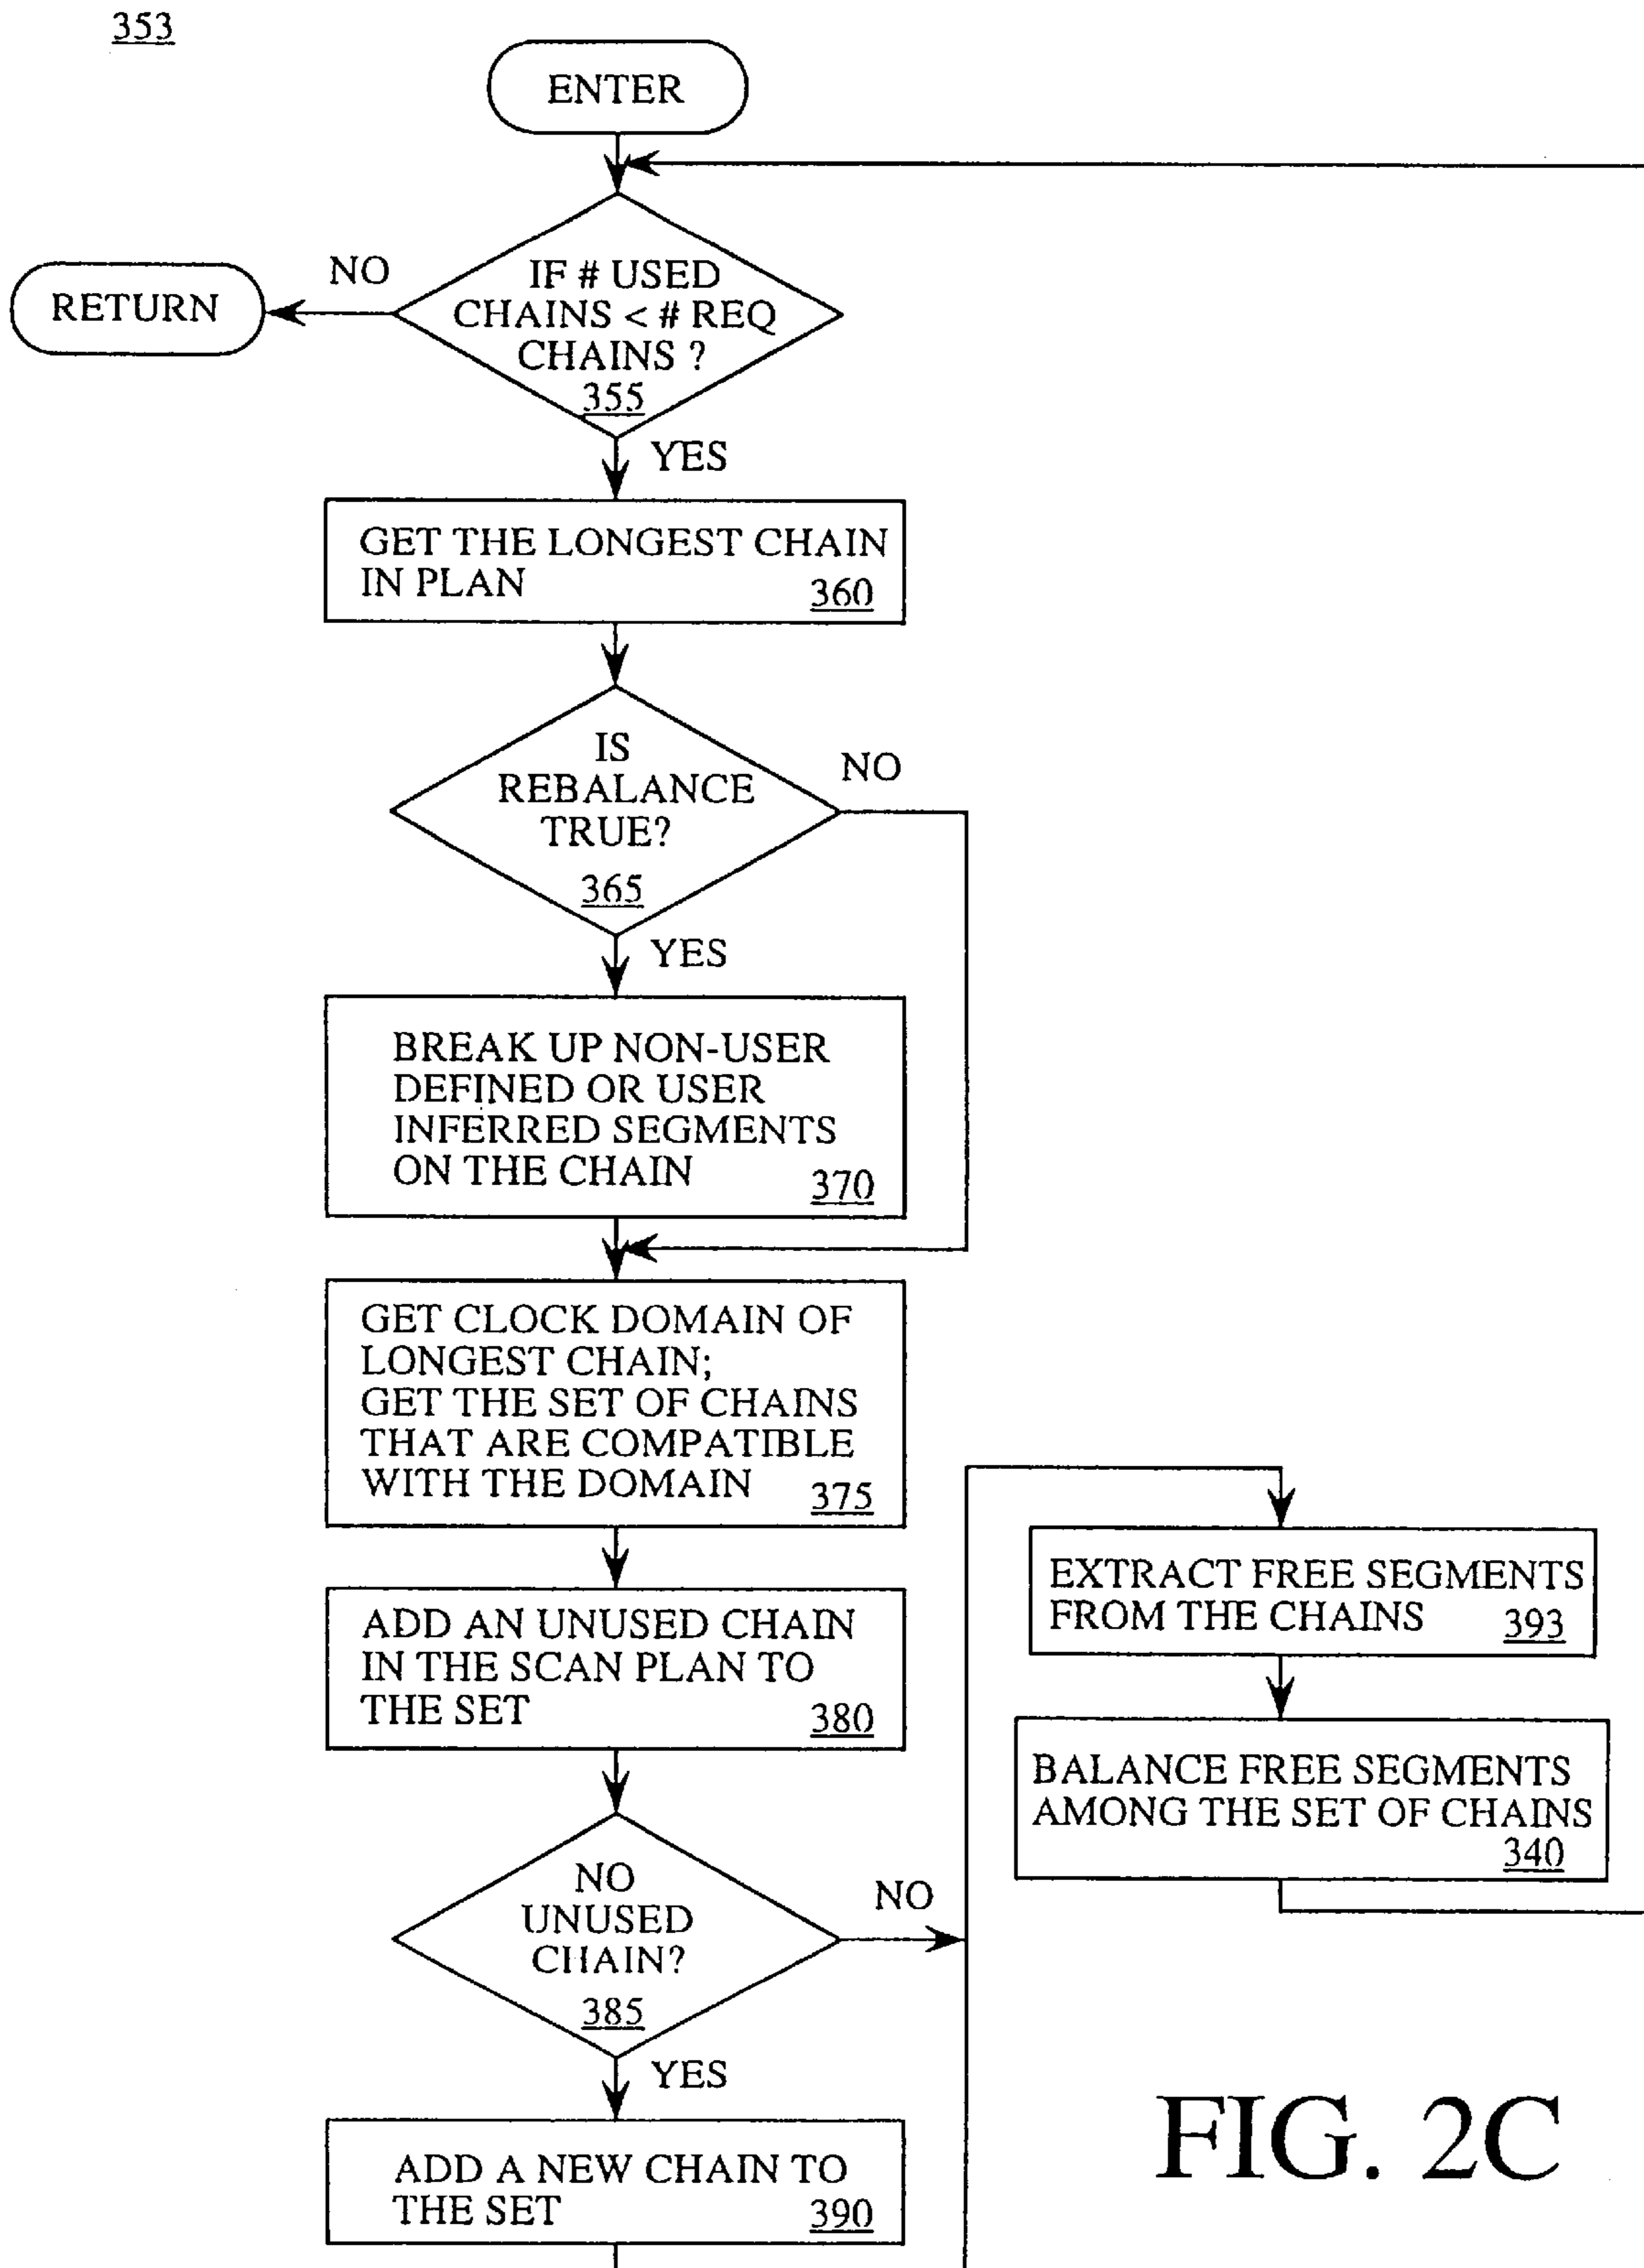 353
ENTER
NO
RETURN
IF # USED
CHAINS < # REQ
CHAINS ?
355
YES
GET THE LONGEST CHAIN
IN PLAN 360
IS
REBALANCE
TRUE?
365
NO
YES
BREAK UP NON-USER
DEFINED OR USER
INFERRED SEGMENTS
ON THE CHAIN 370
GET CLOCK DOMAIN OF
LONGEST CHAIN;
GET THE SET OF CHAINS
THAT ARE COMPATIBLE
WITH THE DOMAIN 375
ADD AN UNUSED CHAIN
IN THE SCAN PLAN TO
THE SET 380
NO
UNUSED
CHAIN?
385
NO
YES
ADD A NEW CHAIN TO
THE SET 390
EXTRACT FREE SEGMENTS
FROM THE CHAINS 393
BALANCE FREE SEGMENTS
AMONG THE SET OF CHAINS
340
FIG. 2C